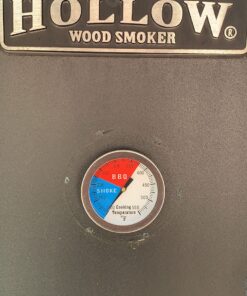 HOLLOW®
WOOD SMOKER
BBQ
SMOKE
Cooking
Temperature